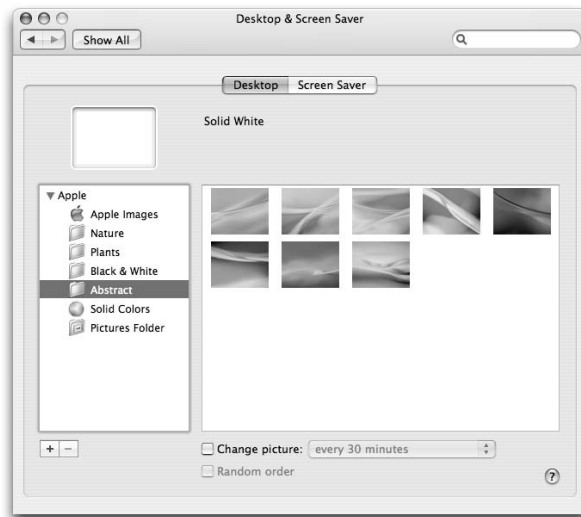 Desktop & Screen Saver
Show All
Desktop Screen Saver
Solid White
Apple
Apple Images
Nature
Plants
Black & White
Abstract
Solid Colors
Pictures Folder
+ −
Change picture: every 30 minutes
Random order
?